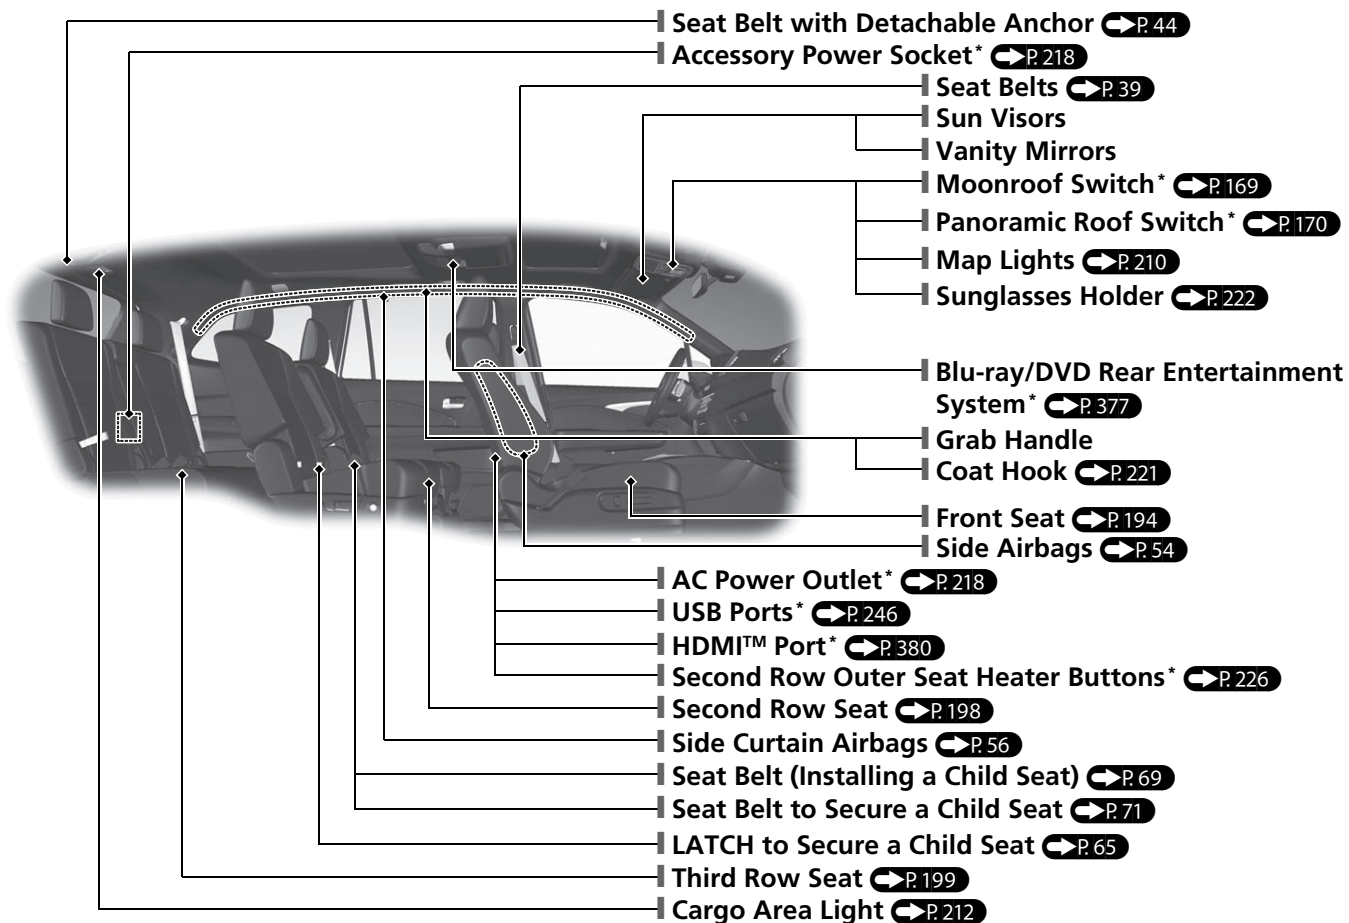 Seat Belt with Detachable Anchor P. 44
Accessory Power Socket* P. 218
Seat Belts P. 39
Sun Visors
Vanity Mirrors
Moonroof Switch* P. 169
Panoramic Roof Switch* P. 170
Map Lights P. 210
Sunglasses Holder P. 222
Blu-ray/DVD Rear Entertainment
System* P. 377
Grab Handle
Coat Hook P. 221
Front Seat P. 194
Side Airbags P. 54
AC Power Outlet* P. 218
USB Ports* P. 246
HDMI™ Port* P. 380
Second Row Outer Seat Heater Buttons* P. 226
Second Row Seat P. 198
Side Curtain Airbags P. 56
Seat Belt (Installing a Child Seat) P. 69
Seat Belt to Secure a Child Seat P. 71
LATCH to Secure a Child Seat P. 65
Third Row Seat P. 199
Cargo Area Light P. 212